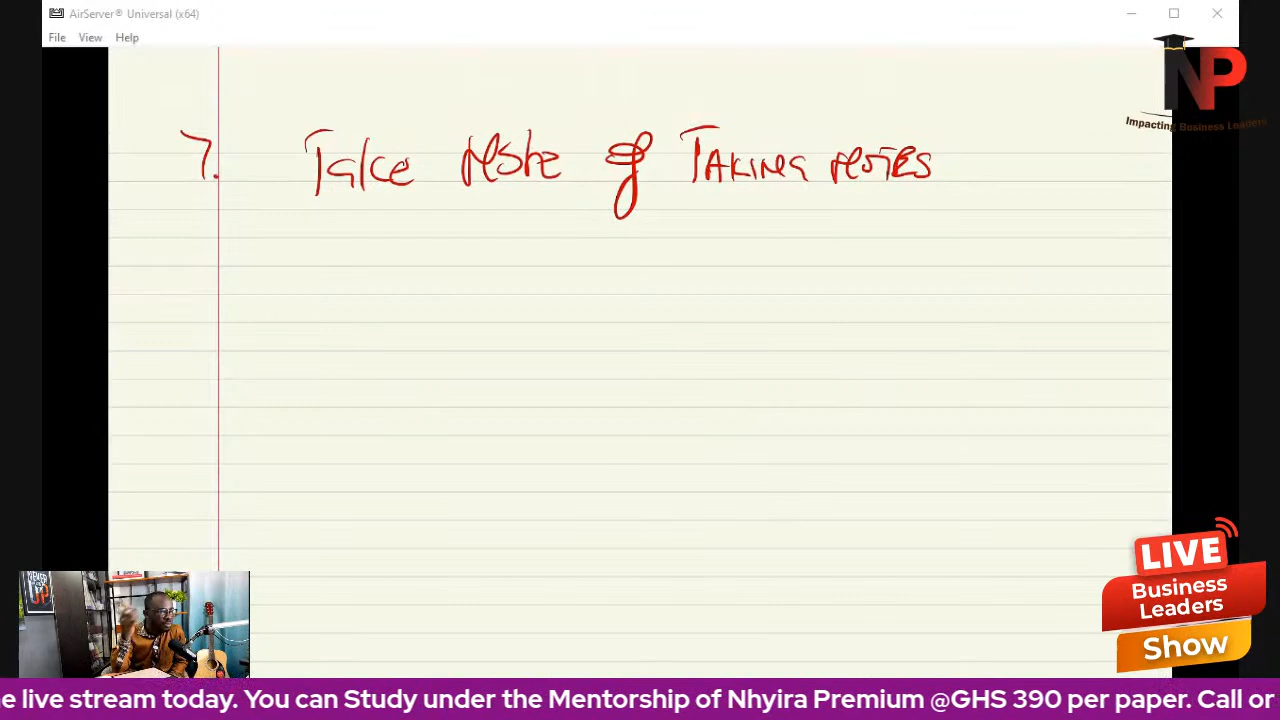 AirServer® Universal (x64)
File View Help
NP
Impacting Business Leaders
7. Take Note of TAKING NOTES
LIVE
Business
Leaders
Show
e live stream today. You can Study under the Mentorship of Nhyira Premium @GHS 390 per paper. Call or